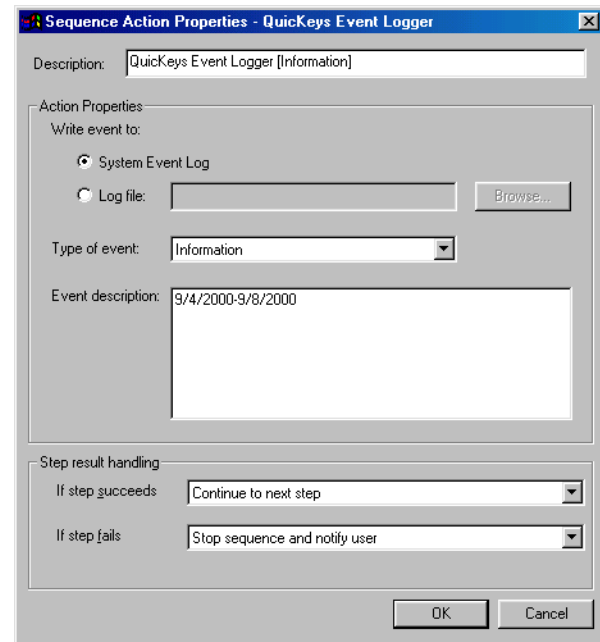 Sequence Action Properties - QuicKeys Event Logger
Description: QuicKeys Event Logger [Information]
Action Properties
Write event to:
System Event Log
Log file: Browse...
Type of event: Information
Event description: 9/4/2000-9/8/2000
Step result handling
If step succeeds Continue to next step
If step fails Stop sequence and notify user
OK Cancel